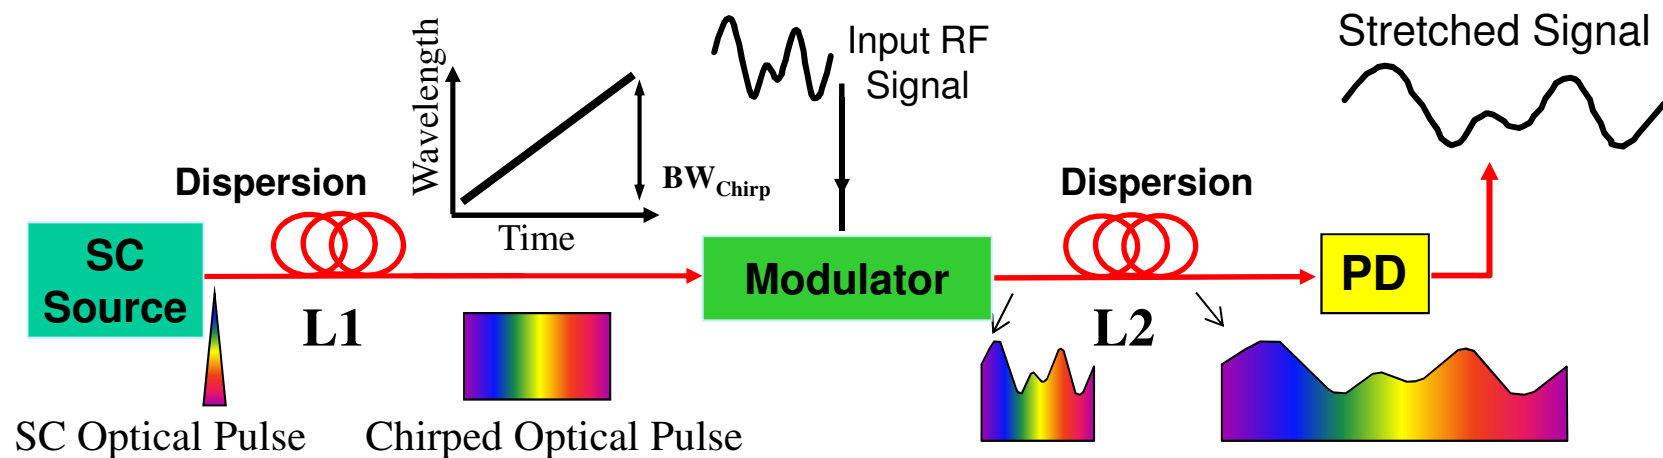 Wavelength
Time
BWChirp
Input RF
Signal
Stretched Signal
Dispersion
Dispersion
SC
Source
Modulator
PD
L1
L2
SC Optical Pulse
Chirped Optical Pulse